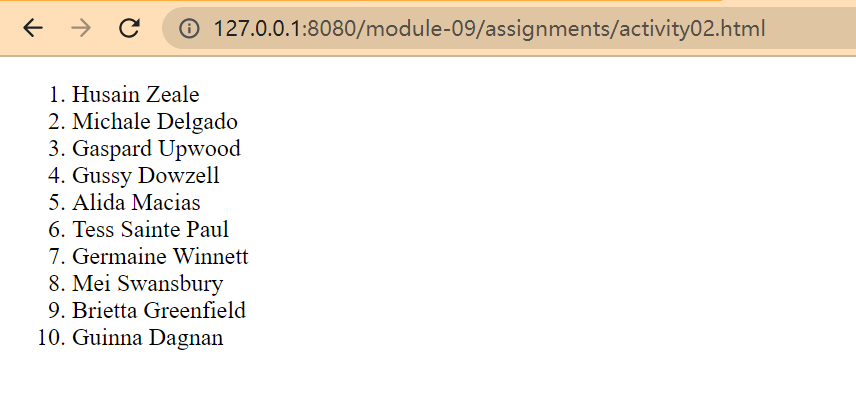 127.0.0.1:8080/module-09/assignments/activity02.html
1. Husain Zeale
2. Michale Delgado
3. Gaspard Upwood
4. Gussy Dowzell
5. Alida Macias
6. Tess Sainte Paul
7. Germaine Winnett
8. Mei Swansbury
9. Brietta Greenfield
10. Guinna Dagnan